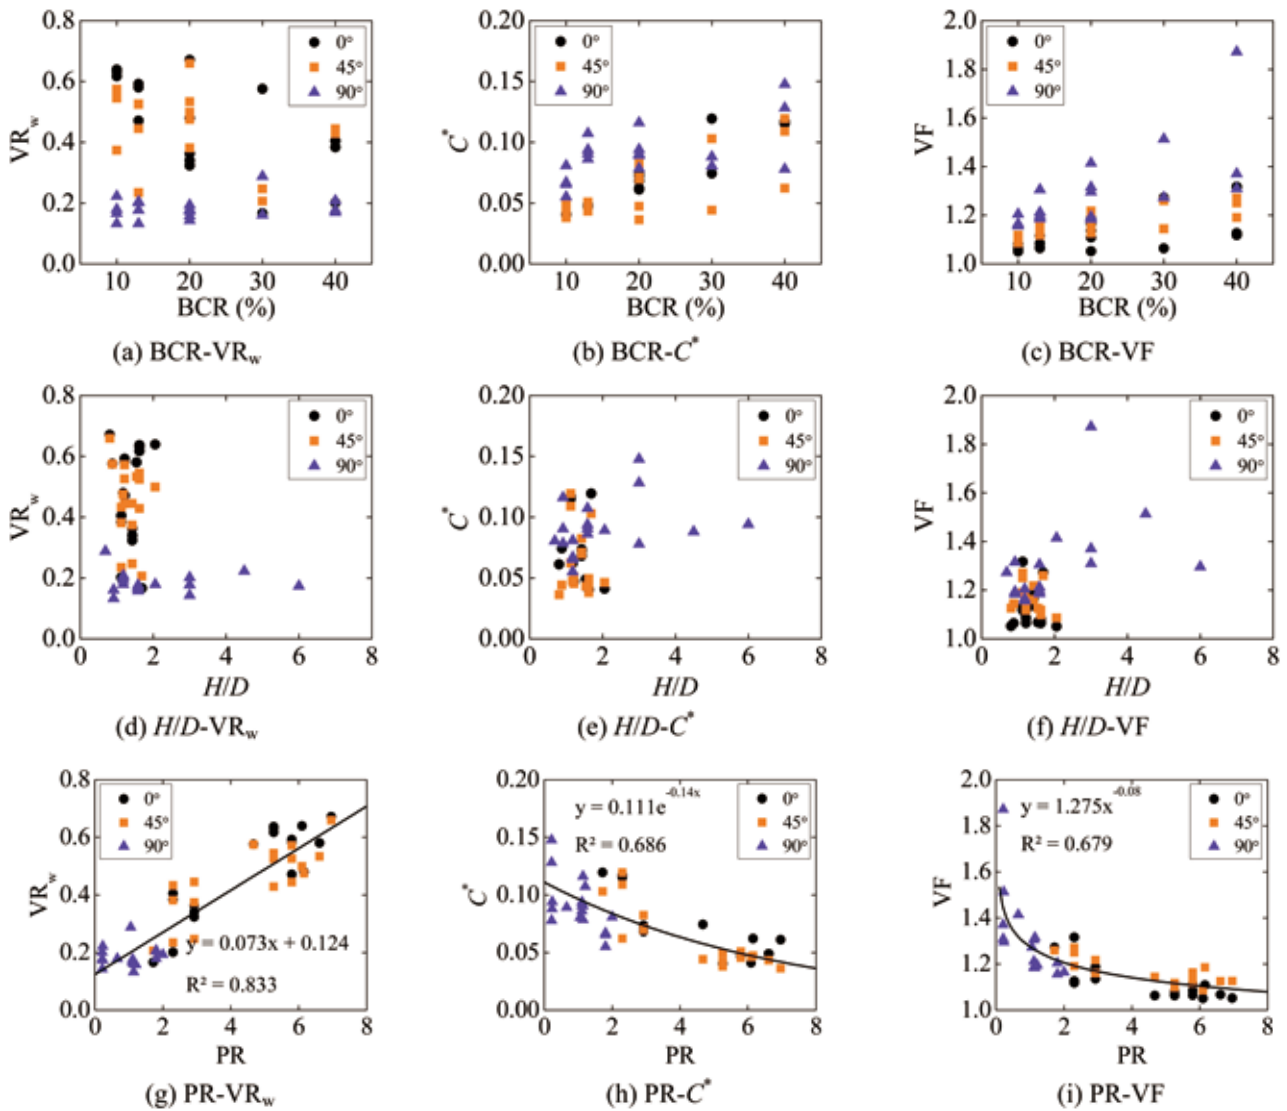 0.8
0.6
0.4
0.2
0.0
VR_w
0°
45°
90°
10 20 30 40
BCR (%)
(a) BCR-VR_w
0.20
0.15
0.10
0.05
0.00
C*
0°
45°
90°
10 20 30 40
BCR (%)
(b) BCR-C*
2.0
1.8
1.6
1.4
1.2
1.0
VF
0°
45°
90°
10 20 30 40
BCR (%)
(c) BCR-VF
0.8
0.6
0.4
0.2
0.0
VR_w
0°
45°
90°
0 2 4 6 8
H/D
(d) H/D-VR_w
0.20
0.15
0.10
0.05
0.00
C*
0°
45°
90°
0 2 4 6 8
H/D
(e) H/D-C*
2.0
1.8
1.6
1.4
1.2
1.0
VF
0°
45°
90°
0 2 4 6 8
H/D
(f) H/D-VF
0.8
0.6
0.4
0.2
0.0
VR_w
0°
45°
90°
y = 0.073x + 0.124
R² = 0.833
0 2 4 6 8
PR
(g) PR-VR_w
0.20
0.15
0.10
0.05
0.00
C*
y = 0.111e^-0.14x
R² = 0.686
0°
45°
90°
0 2 4 6 8
PR
(h) PR-C*
2.0
1.8
1.6
1.4
1.2
1.0
VF
y = 1.275x^-0.08
R² = 0.679
0°
45°
90°
0 2 4 6 8
PR
(i) PR-VF